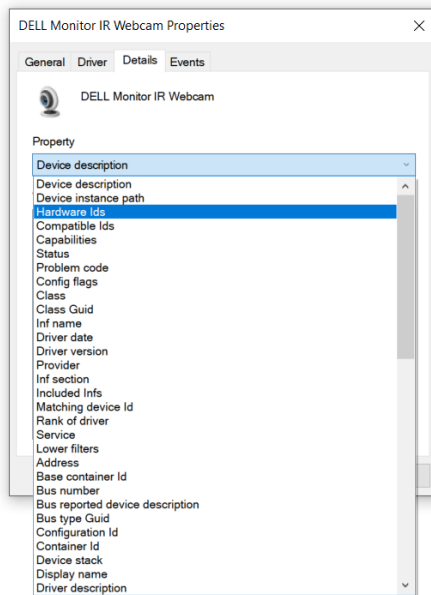 DELL Monitor IR Webcam Properties
General Driver Details Events
DELL Monitor IR Webcam
Property
Device description
Device description
Device instance path
Hardware Ids
Compatible Ids
Capabilities
Status
Problem code
Config flags
Class
Class Guid
Inf name
Driver date
Driver version
Provider
Inf section
Included Infs
Matching device Id
Rank of driver
Service
Lower filters
Address
Base container Id
Bus number
Bus reported device description
Bus type Guid
Configuration Id
Container Id
Device stack
Display name
Driver description